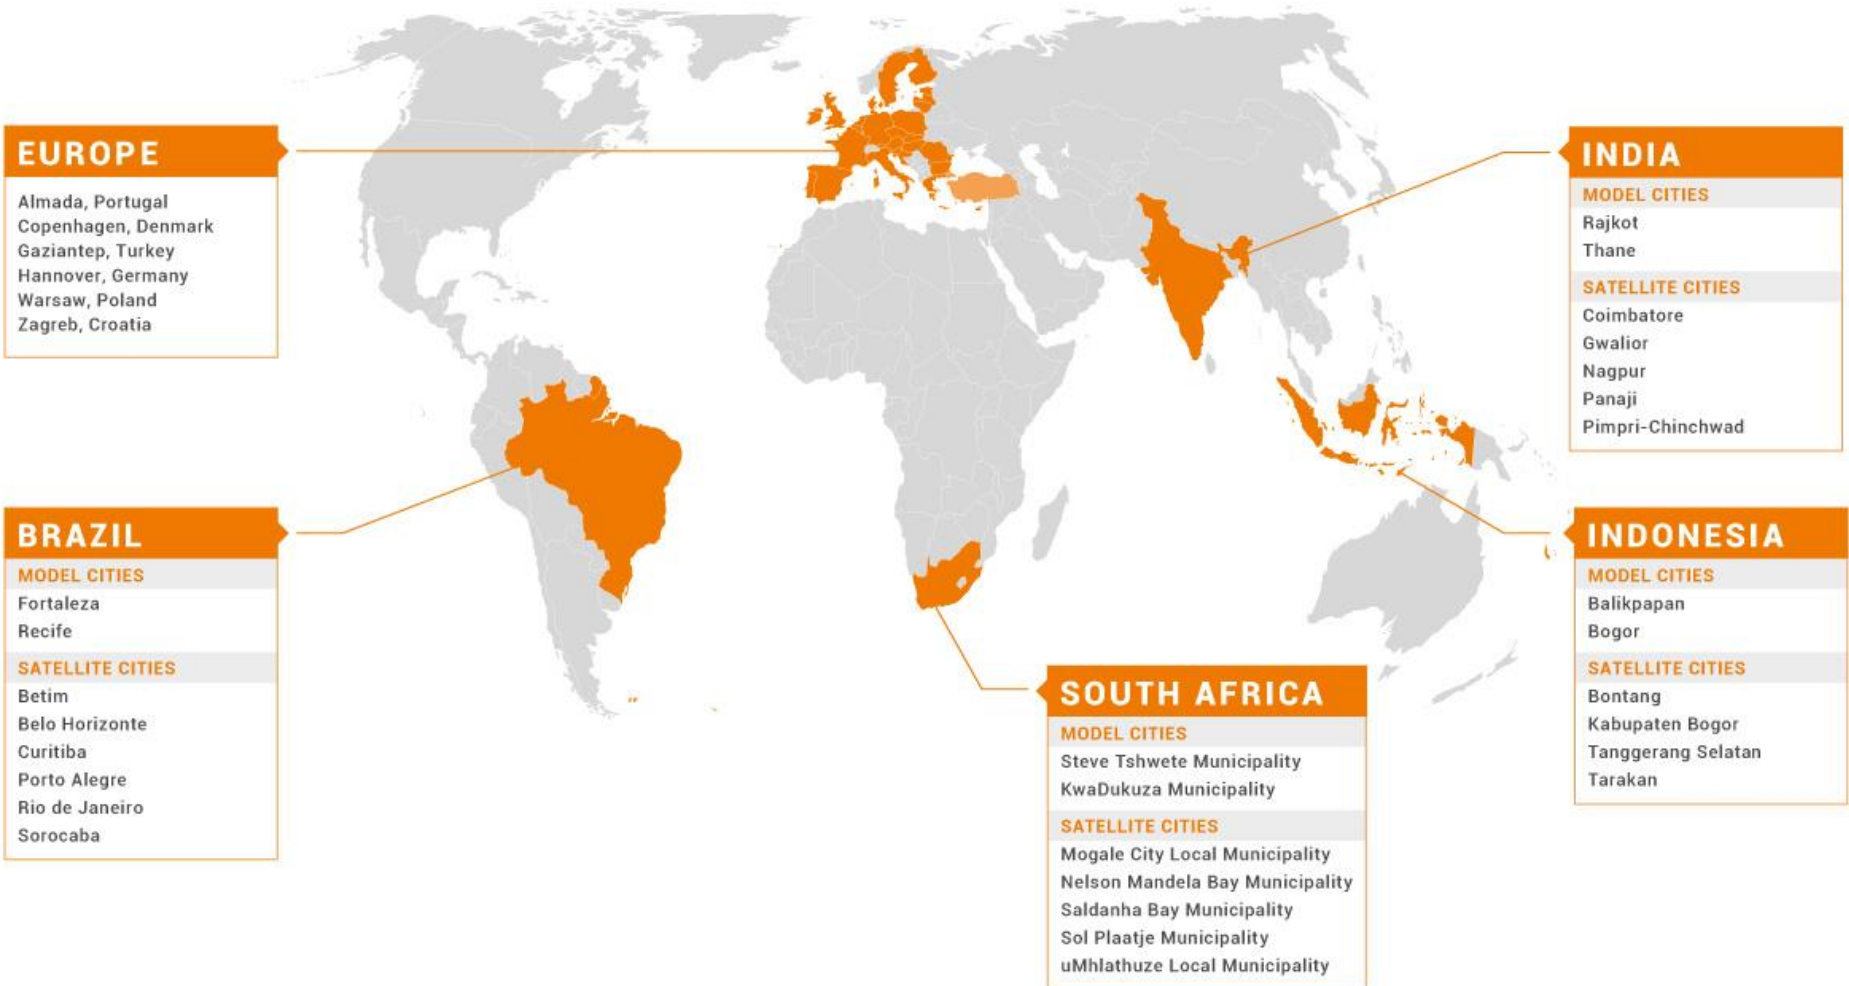 EUROPE
Almada, Portugal
Copenhagen, Denmark
Gaziantep, Turkey
Hannover, Germany
Warsaw, Poland
Zagreb, Croatia
BRAZIL
MODEL CITIES
Fortaleza
Recife
SATELLITE CITIES
Betim
Belo Horizonte
Curitiba
Porto Alegre
Rio de Janeiro
Sorocaba
SOUTH AFRICA
MODEL CITIES
Steve Tshwete Municipality
KwaDukuza Municipality
SATELLITE CITIES
Mogale City Local Municipality
Nelson Mandela Bay Municipality
Saldanha Bay Municipality
Sol Plaatje Municipality
uMhlathuze Local Municipality
INDIA
MODEL CITIES
Rajkot
Thane
SATELLITE CITIES
Coimbatore
Gwalior
Nagpur
Panaji
Pimpri-Chinchwad
INDONESIA
MODEL CITIES
Balikpapan
Bogor
SATELLITE CITIES
Bontang
Kabupaten Bogor
Tanggerang Selatan
Tarakan